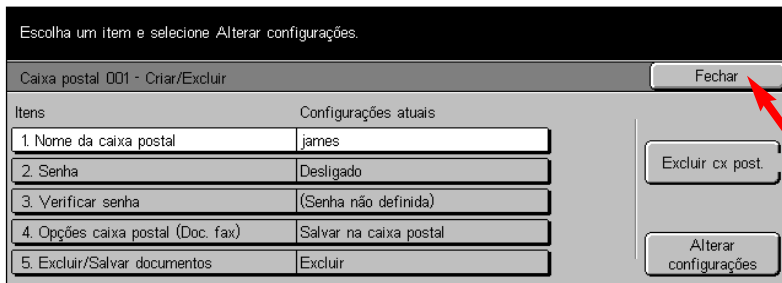 Escolha um item e selecione Alterar configurações.
Caixa postal 001 - Criar/Excluir
Fechar
Itens
Configurações atuais
1. Nome da caixa postal
james
2. Senha
Desligado
3. Verificar senha
(Senha não definida)
4. Opções caixa postal (Doc. fax)
Salvar na caixa postal
5. Excluir/Salvar documentos
Excluir
Excluir cx post.
Alterar
configurações